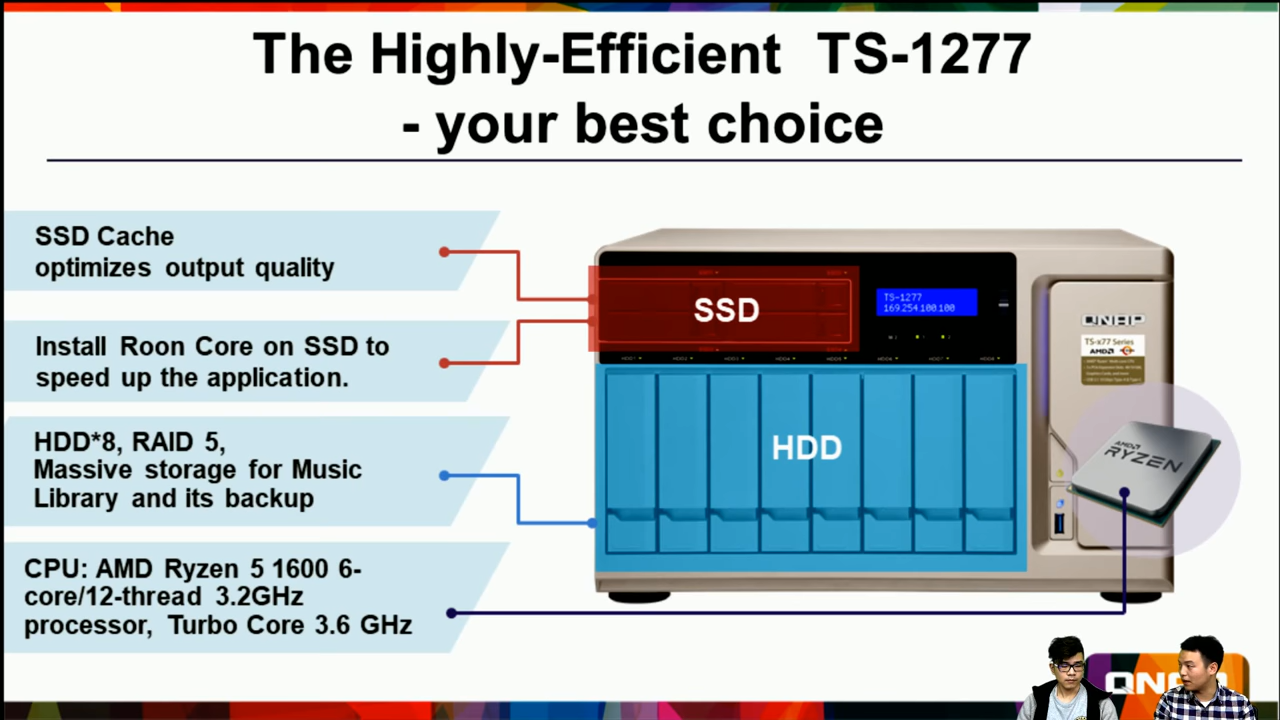 The Highly-Efficient TS-1277
- your best choice
SSD Cache
optimizes output quality
Install Roon Core on SSD to
speed up the application.
HDD*8, RAID 5,
Massive storage for Music
Library and its backup
CPU: AMD Ryzen 5 1600 6-
core/12-thread 3.2GHz
processor, Turbo Core 3.6 GHz
SSD
TS-1277
169.254.100.100
HDD
QNAP
TS-x77 Series
AMD
AMD
RYZEN